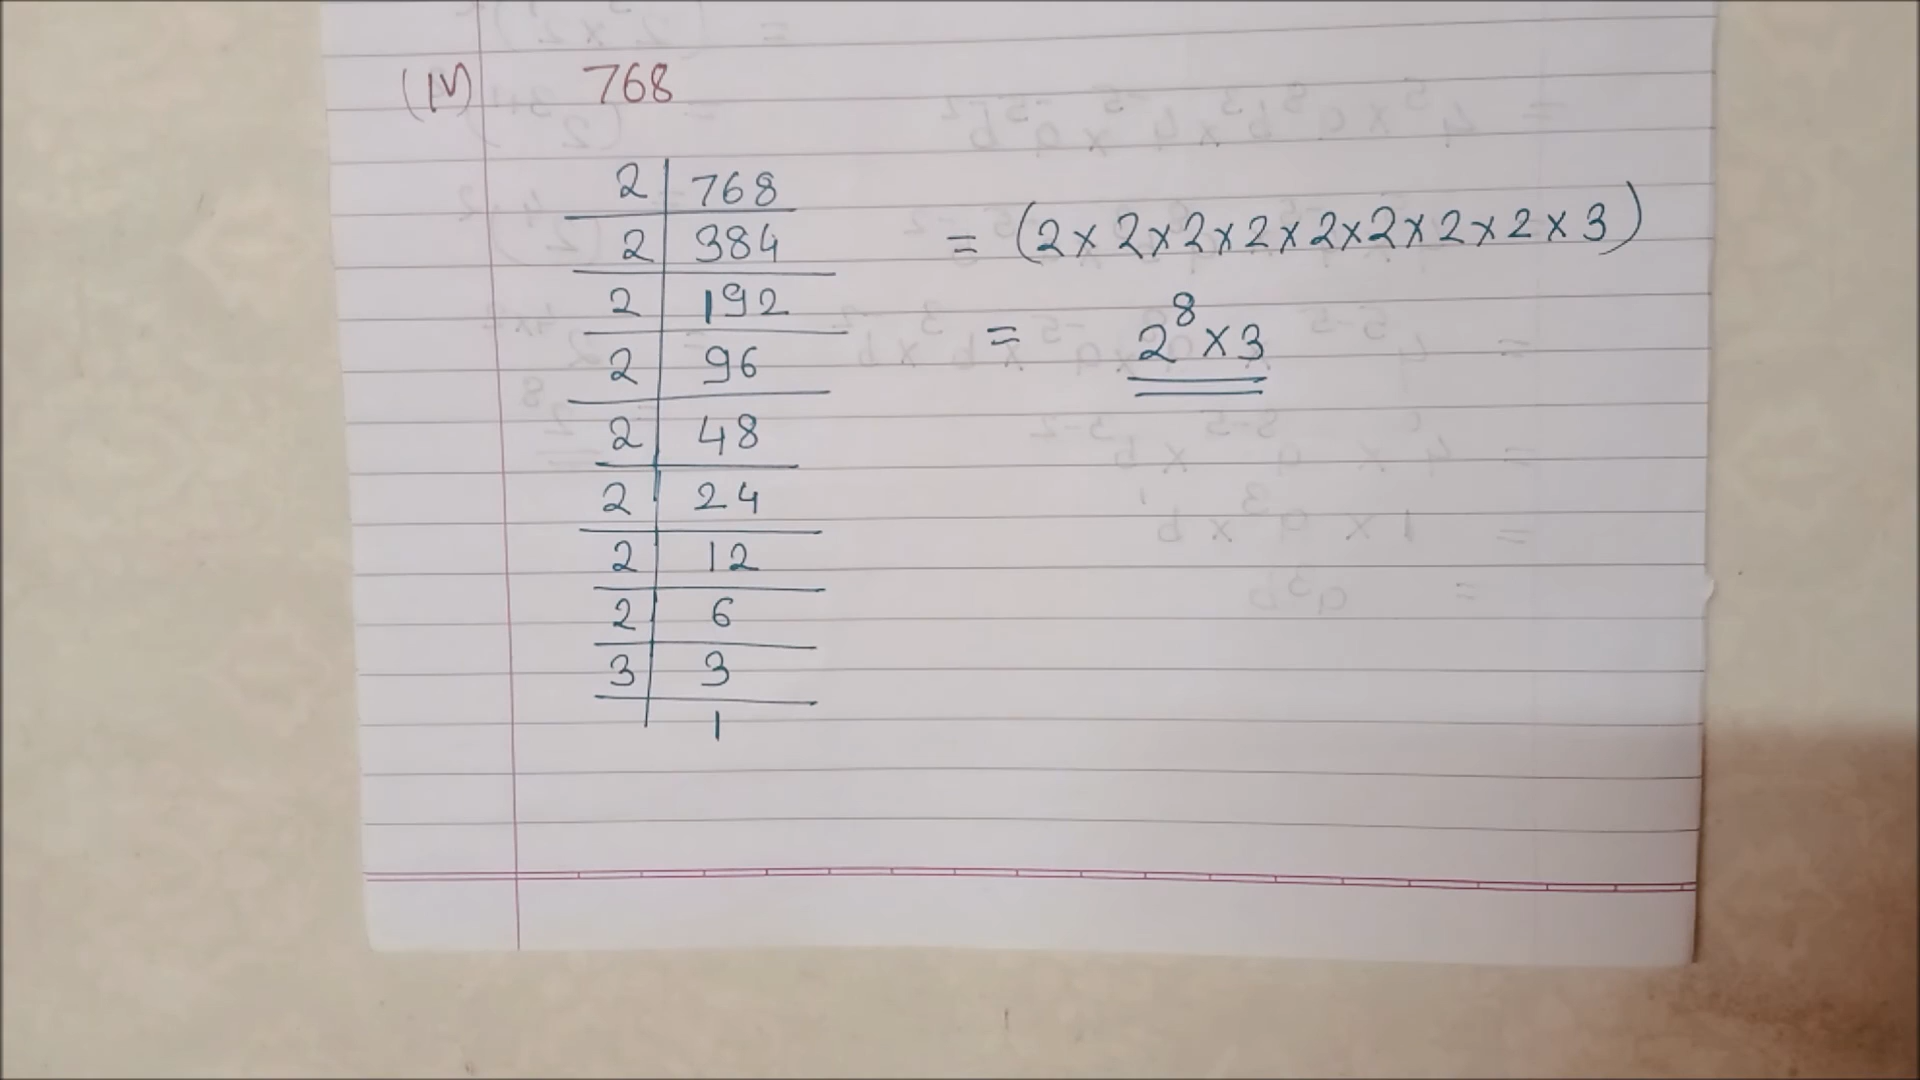 (IV) 768
2 | 768
2 | 384
2 | 192
2 | 96
2 | 48
2 | 24
2 | 12
2 | 6
3 | 3
| 1
= (2 × 2 × 2 × 2 × 2 × 2 × 2 × 2 × 3)
= 2⁸ × 3